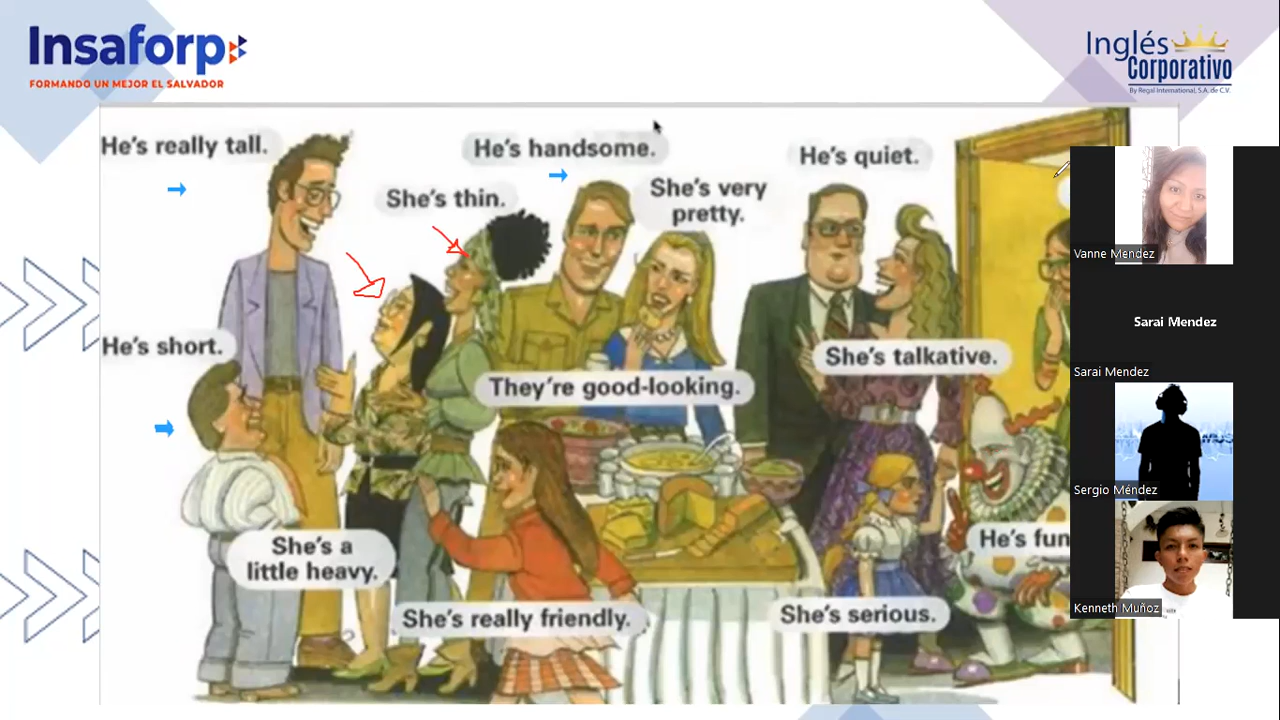 Insaforp
FORMANDO UN MEJOR EL SALVADOR
Inglés
Corporativo
By Regal International, S.A. de C.V.
He's really tall.
He's handsome.
He's quiet.
She's thin.
She's very
pretty.
He's short.
They're good-looking.
She's talkative.
She's a
little heavy.
She's really friendly.
She's serious.
He's fun
Vanne Mendez
Sarai Mendez
Sarai Mendez
Sergio Méndez
Kenneth Muñoz